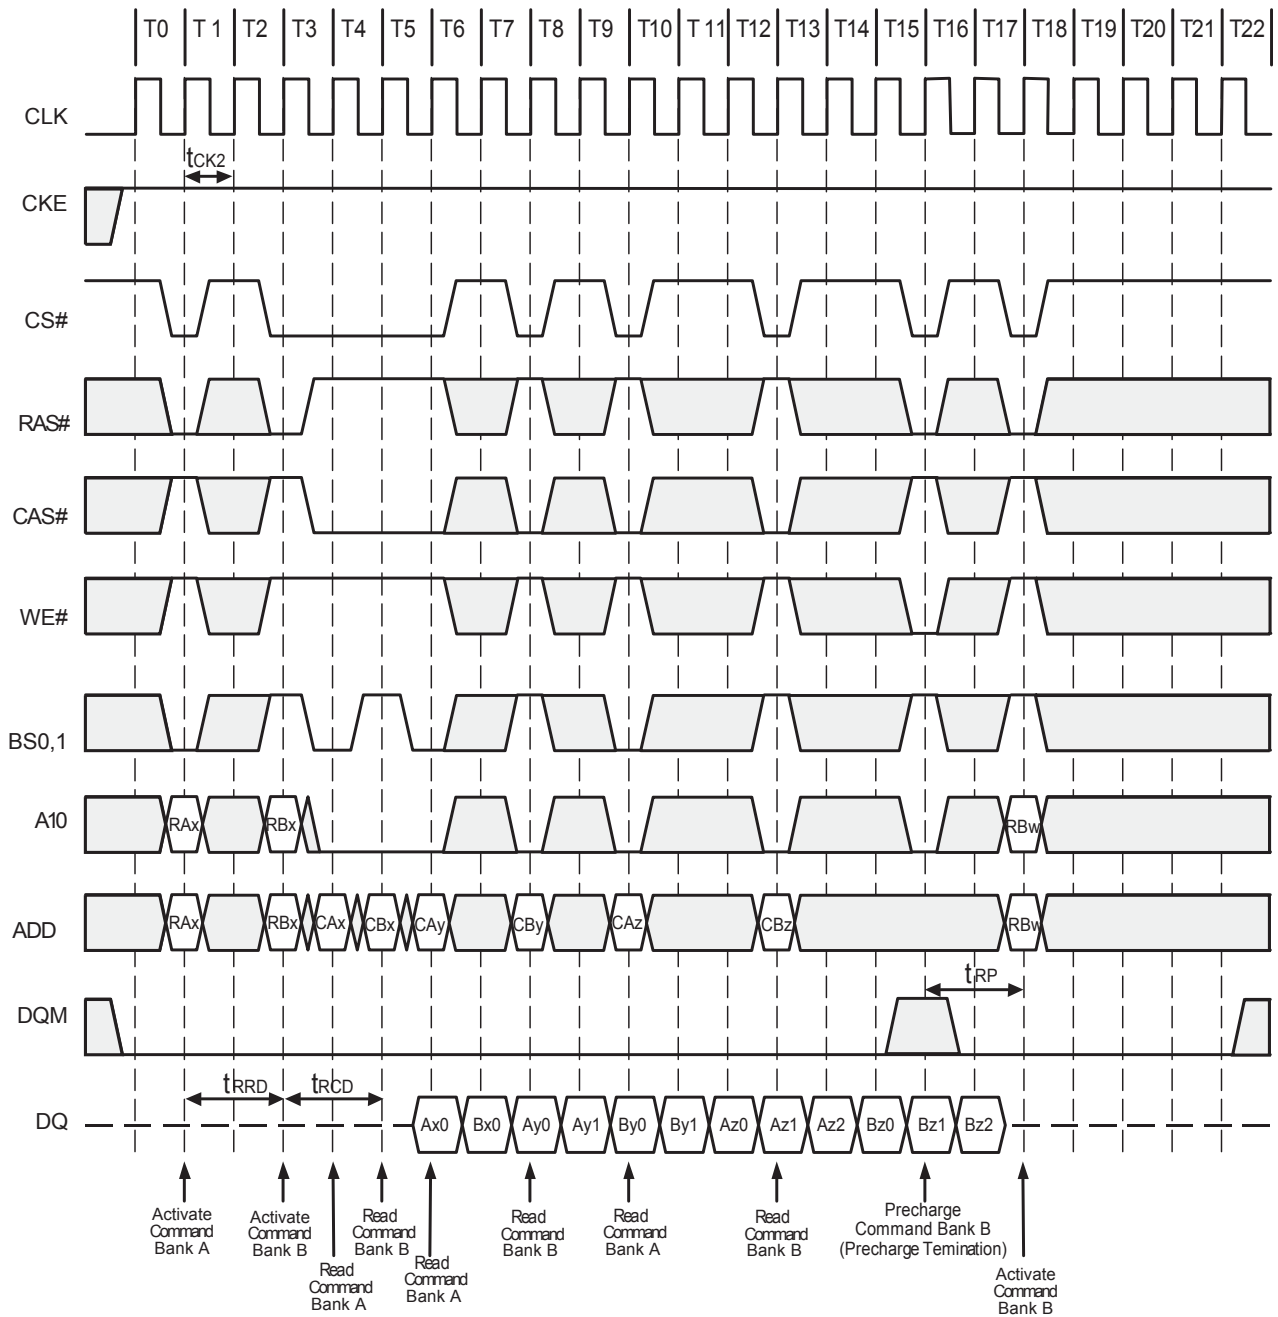 T0 T 1 T2 T3 T4 T5 T6 T7 T8 T9 T10 T 11 T12 T13 T14 T15 T16 T17 T18 T19 T20 T21 T22
CLK
tCK2
CKE
CS#
RAS#
CAS#
WE#
BS0,1
A10
RAx RBx RBw
ADD
RAx RBx CAx CBx CAy CBy CAz CBz RBw
tRP
DQM
tRRD tRCD
DQ
Ax0 Bx0 Ay0 Ay1 By0 By1 Az0 Az1 Az2 Bz0 Bz1 Bz2
Activate
Command
Bank A
Activate
Command
Bank B
Read
Command
Bank A
Read
Command
Bank B
Read
Command
Bank A
Read
Command
Bank B
Read
Command
Bank A
Read
Command
Bank B
Precharge
Command Bank B
(Precharge Temination)
Activate
Command
Bank B